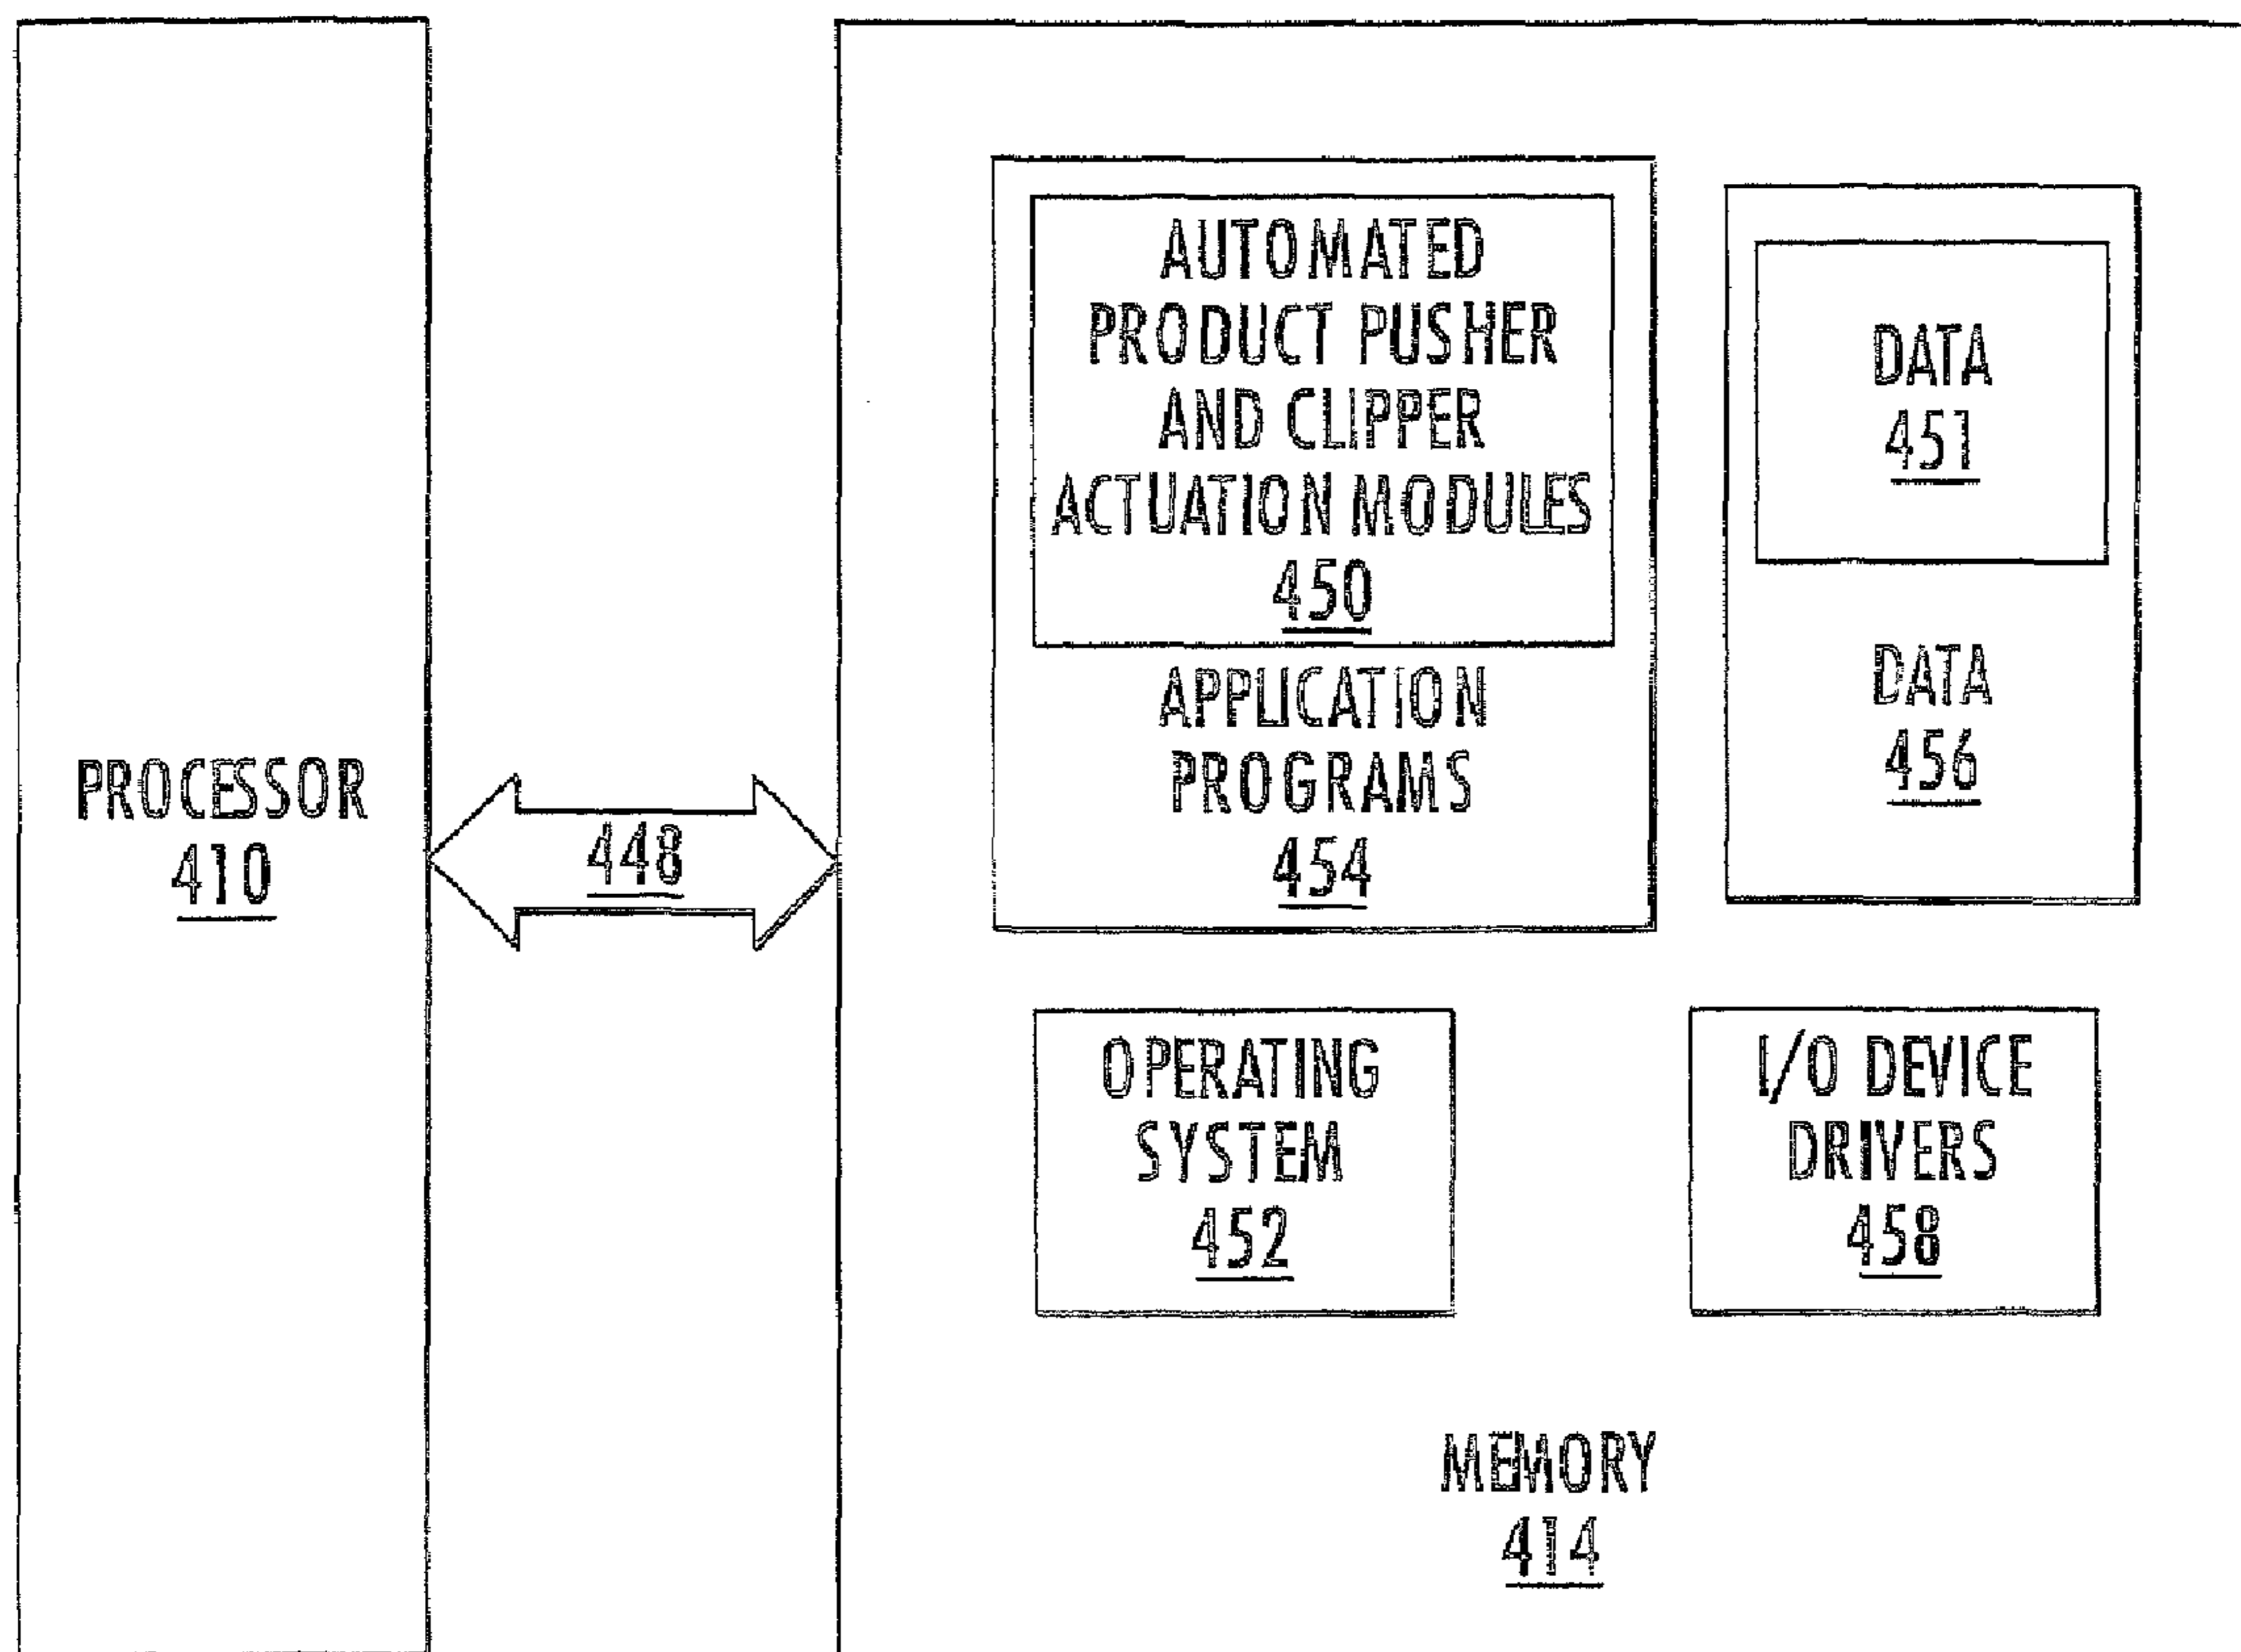 PROCESSOR
410
448
AUTOMATED
PRODUCT PUSHER
AND CLIPPER
ACTUATION MODULES
450
APPLICATION
PROGRAMS
454
DATA
451
DATA
456
OPERATING
SYSTEM
452
I/O DEVICE
DRIVERS
458
MEMORY
414